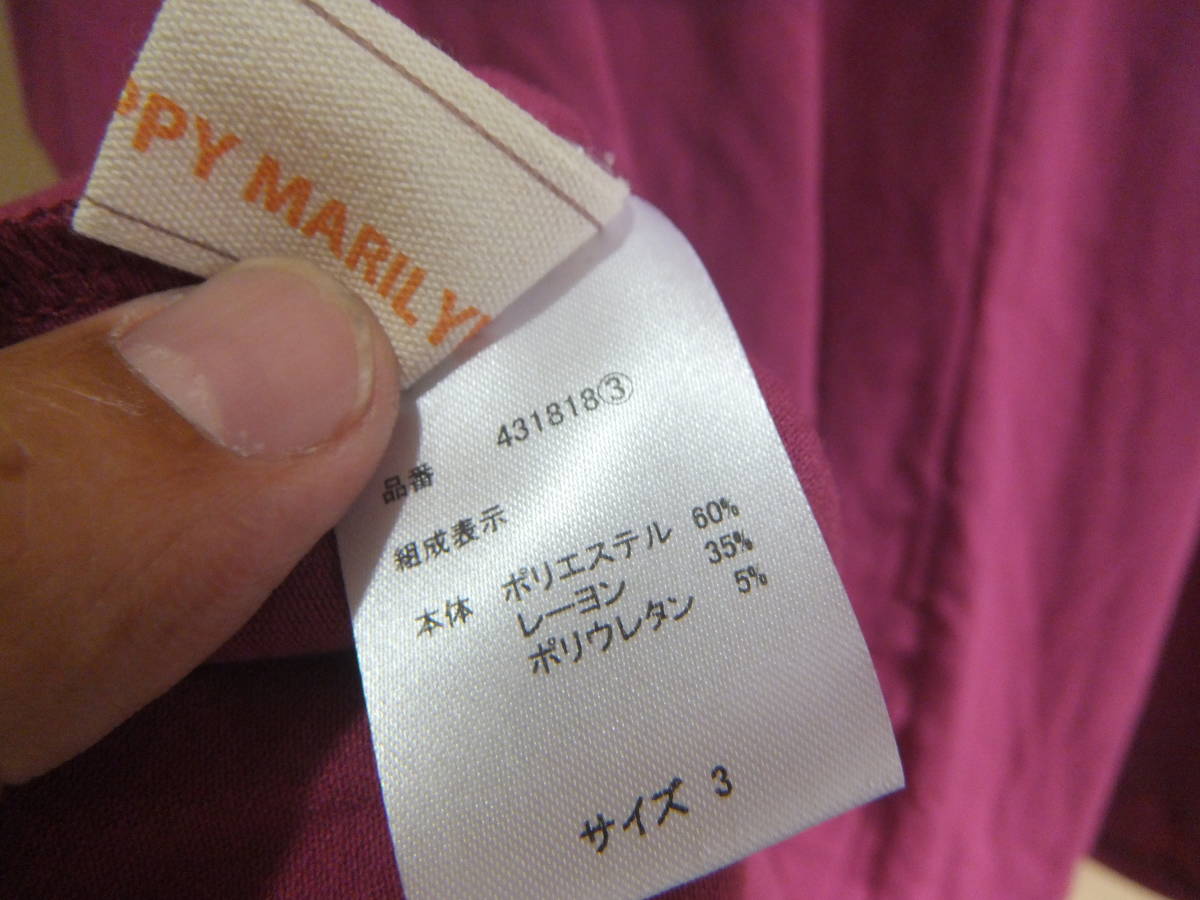 PPY MARILY
431818③
品番
組成表示
本体 ポリエステル 60%
レーヨン 35%
ポリウレタン 5%
サイズ 3